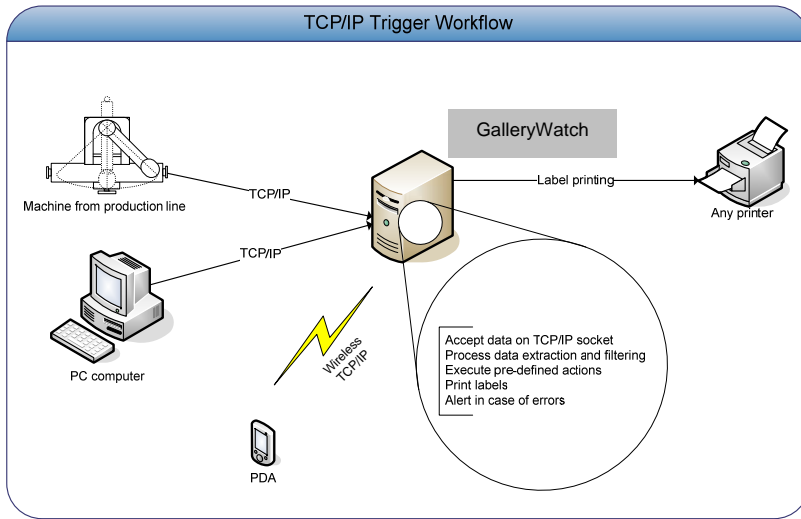 TCP/IP Trigger Workflow
GalleryWatch
Machine from production line
TCP/IP
Label printing
Any printer
TCP/IP
PC computer
Wireless
TCP/IP
PDA
Accept data on TCP/IP socket
Process data extraction and filtering
Execute pre-defined actions
Print labels
Alert in case of errors